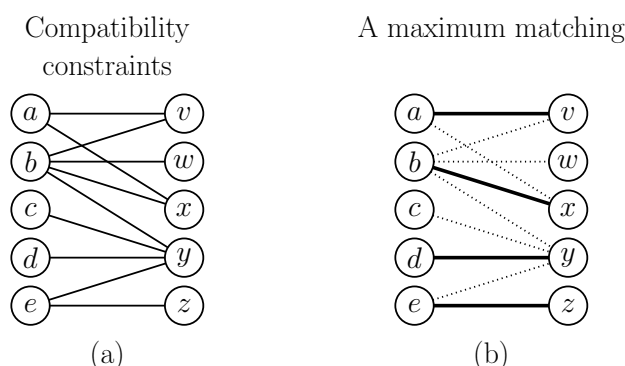 Compatibility
constraints
a v
b w
c x
d y
e z
(a)
A maximum matching
a v
b w
c x
d y
e z
(b)